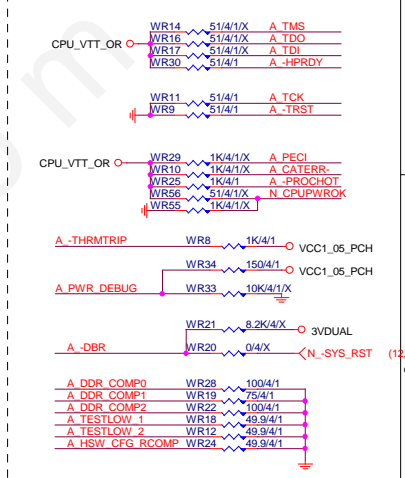 WR14 51/4/1/X A_TMS
CPU_VTT_OR WR16 51/4/1/X A_TDO
WR17 51/4/1/X A_TDI
WR30 51/4/1 A_-HPRDY
WR11 51/4/1 A_TCK
WR9 51/4/1 A_-TRST
CPU_VTT_OR WR29 1K/4/1/X A_PECI
WR10 1K/4/1/X A_CATERR-
WR25 1K/4/1 A_-PROCHOT
WR56 51/4/1/X N_CPUPWROK
WR55 1K/4/1/X
A_-THRMTRIP WR8 1K/4/1 VCC1_05_PCH
WR34 150/4/1 VCC1_05_PCH
A_PWR_DEBUG WR33 10K/4/1/X
WR21 8.2K/4/X 3VDUAL
A_-DBR WR20 0/4/X N_-SYS_RST (12,
A_DDR_COMP0 WR28 100/4/1
A_DDR_COMP1 WR19 75/4/1
A_DDR_COMP2 WR22 100/4/1
A_TESTLOW_1 WR18 49.9/4/1
A_TESTLOW_2 WR12 49.9/4/1
A_HSW_CFG_RCOMP WR24 49.9/4/1